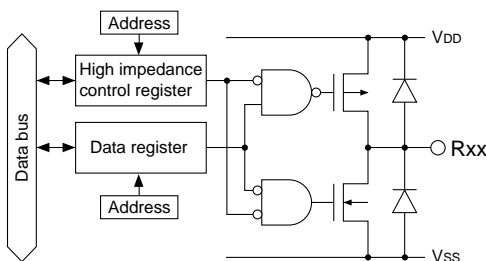 Address
VDD
High impedance
control register
Data bus
Data register
Rxx
Address
VSS